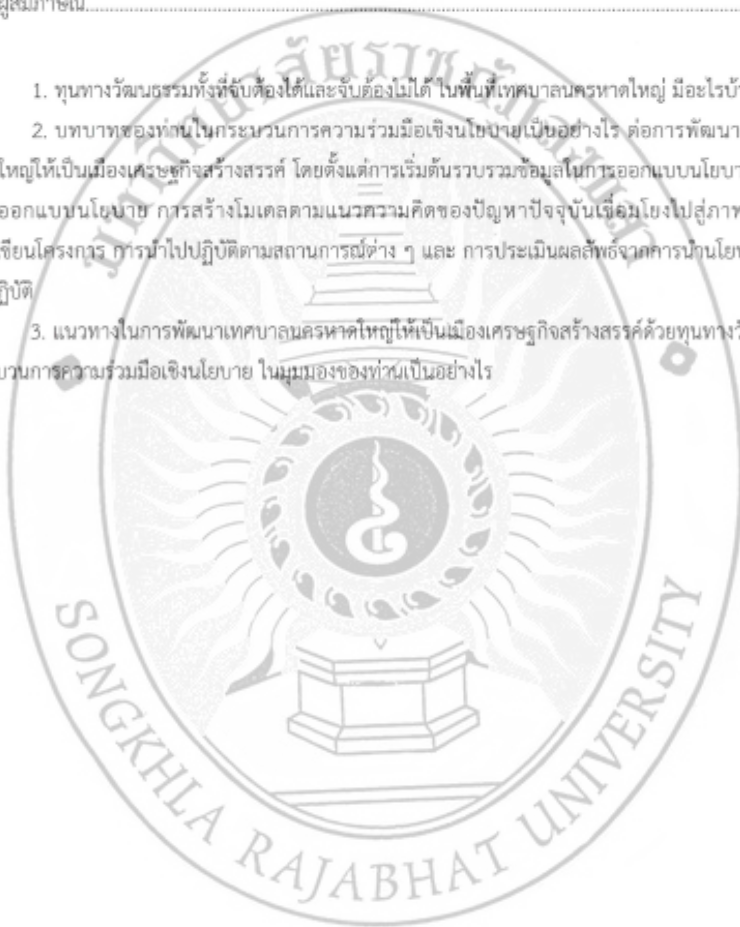 ผู้สัมภาษณ์
1. ทุนทางวัฒนธรรมทั้งที่จับต้องได้และจับต้องไม่ได้ ในพื้นที่เทศบาลนครหาดใหญ่ มีอะไรบ้
2. บทบาทของท่านในกระบวนการความร่วมมือเชิงนโยบายเป็นอย่างไร ต่อการพัฒนา
ใหญ่ให้เป็นเมืองเศรษฐกิจสร้างสรรค์ โดยตั้งแต่การเริ่มต้นรวบรวมข้อมูลในการออกแบบนโยบา
ออกแบบนโยบาย การสร้างโมเดลตามแนวความคิดของปัญหาปัจจุบันเชื่อมโยงไปสู่ภาพ
เขียนโครงการ การนำไปปฏิบัติตามสถานการณ์ต่าง ๆ และ การประเมินผลลัพธ์จากการนำนโย
ฏิบัติ
3. แนวทางในการพัฒนาเทศบาลนครหาดใหญ่ให้เป็นเมืองเศรษฐกิจสร้างสรรค์ด้วยทุนทางวั
บวนการความร่วมมือเชิงนโยบาย ในมุมมองของท่านเป็นอย่างไร
มหาวิทยาลัยราชภัฏสงขลา
SONGKHLA RAJABHAT UNIVERSITY